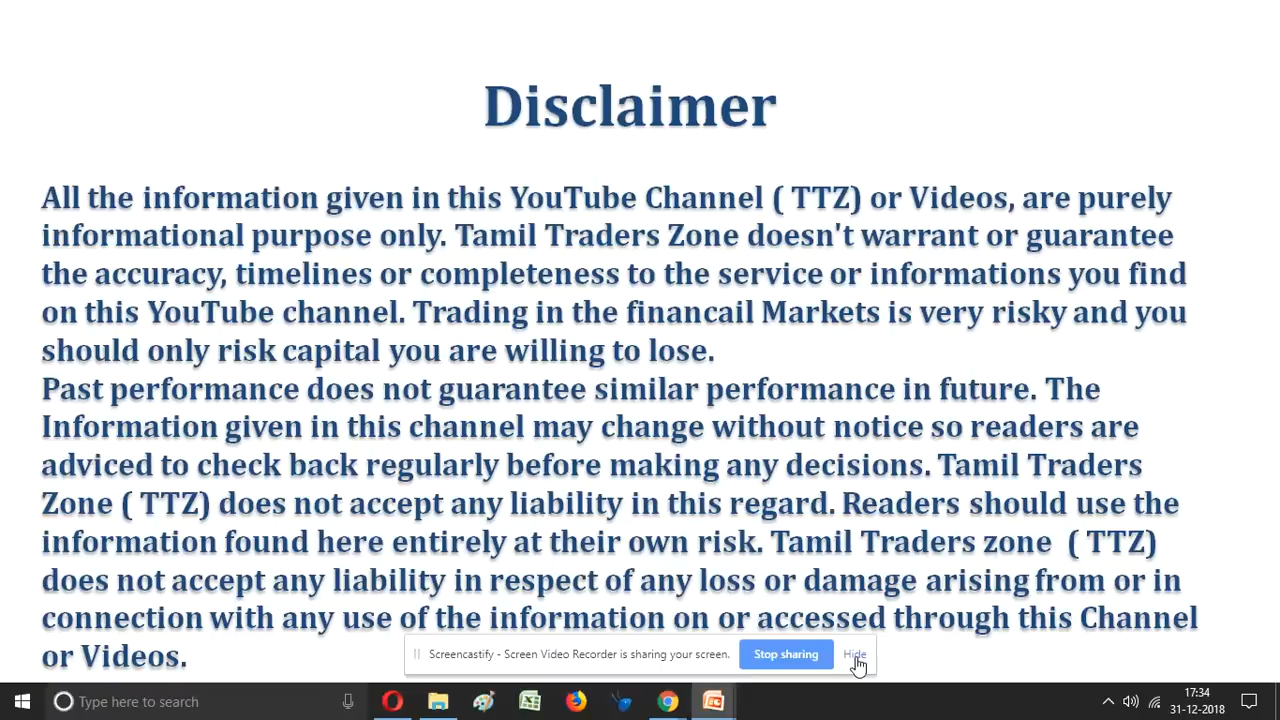 Disclaimer
All the information given in this YouTube Channel ( TTZ) or Videos, are purely
informational purpose only. Tamil Traders Zone doesn't warrant or guarantee
the accuracy, timelines or completeness to the service or informations you find
on this YouTube channel. Trading in the financail Markets is very risky and you
should only risk capital you are willing to lose.
Past performance does not guarantee similar performance in future. The
Information given in this channel may change without notice so readers are
adviced to check back regularly before making any decisions. Tamil Traders
Zone ( TTZ) does not accept any liability in this regard. Readers should use the
information found here entirely at their own risk. Tamil Traders zone  ( TTZ)
does not accept any liability in respect of any loss or damage arising from or in
connection with any use of the information on or accessed through this Channel
or Videos.
Screencastify - Screen Video Recorder is sharing your screen. Stop sharing Hide
Type here to search
17:34
31-12-2018